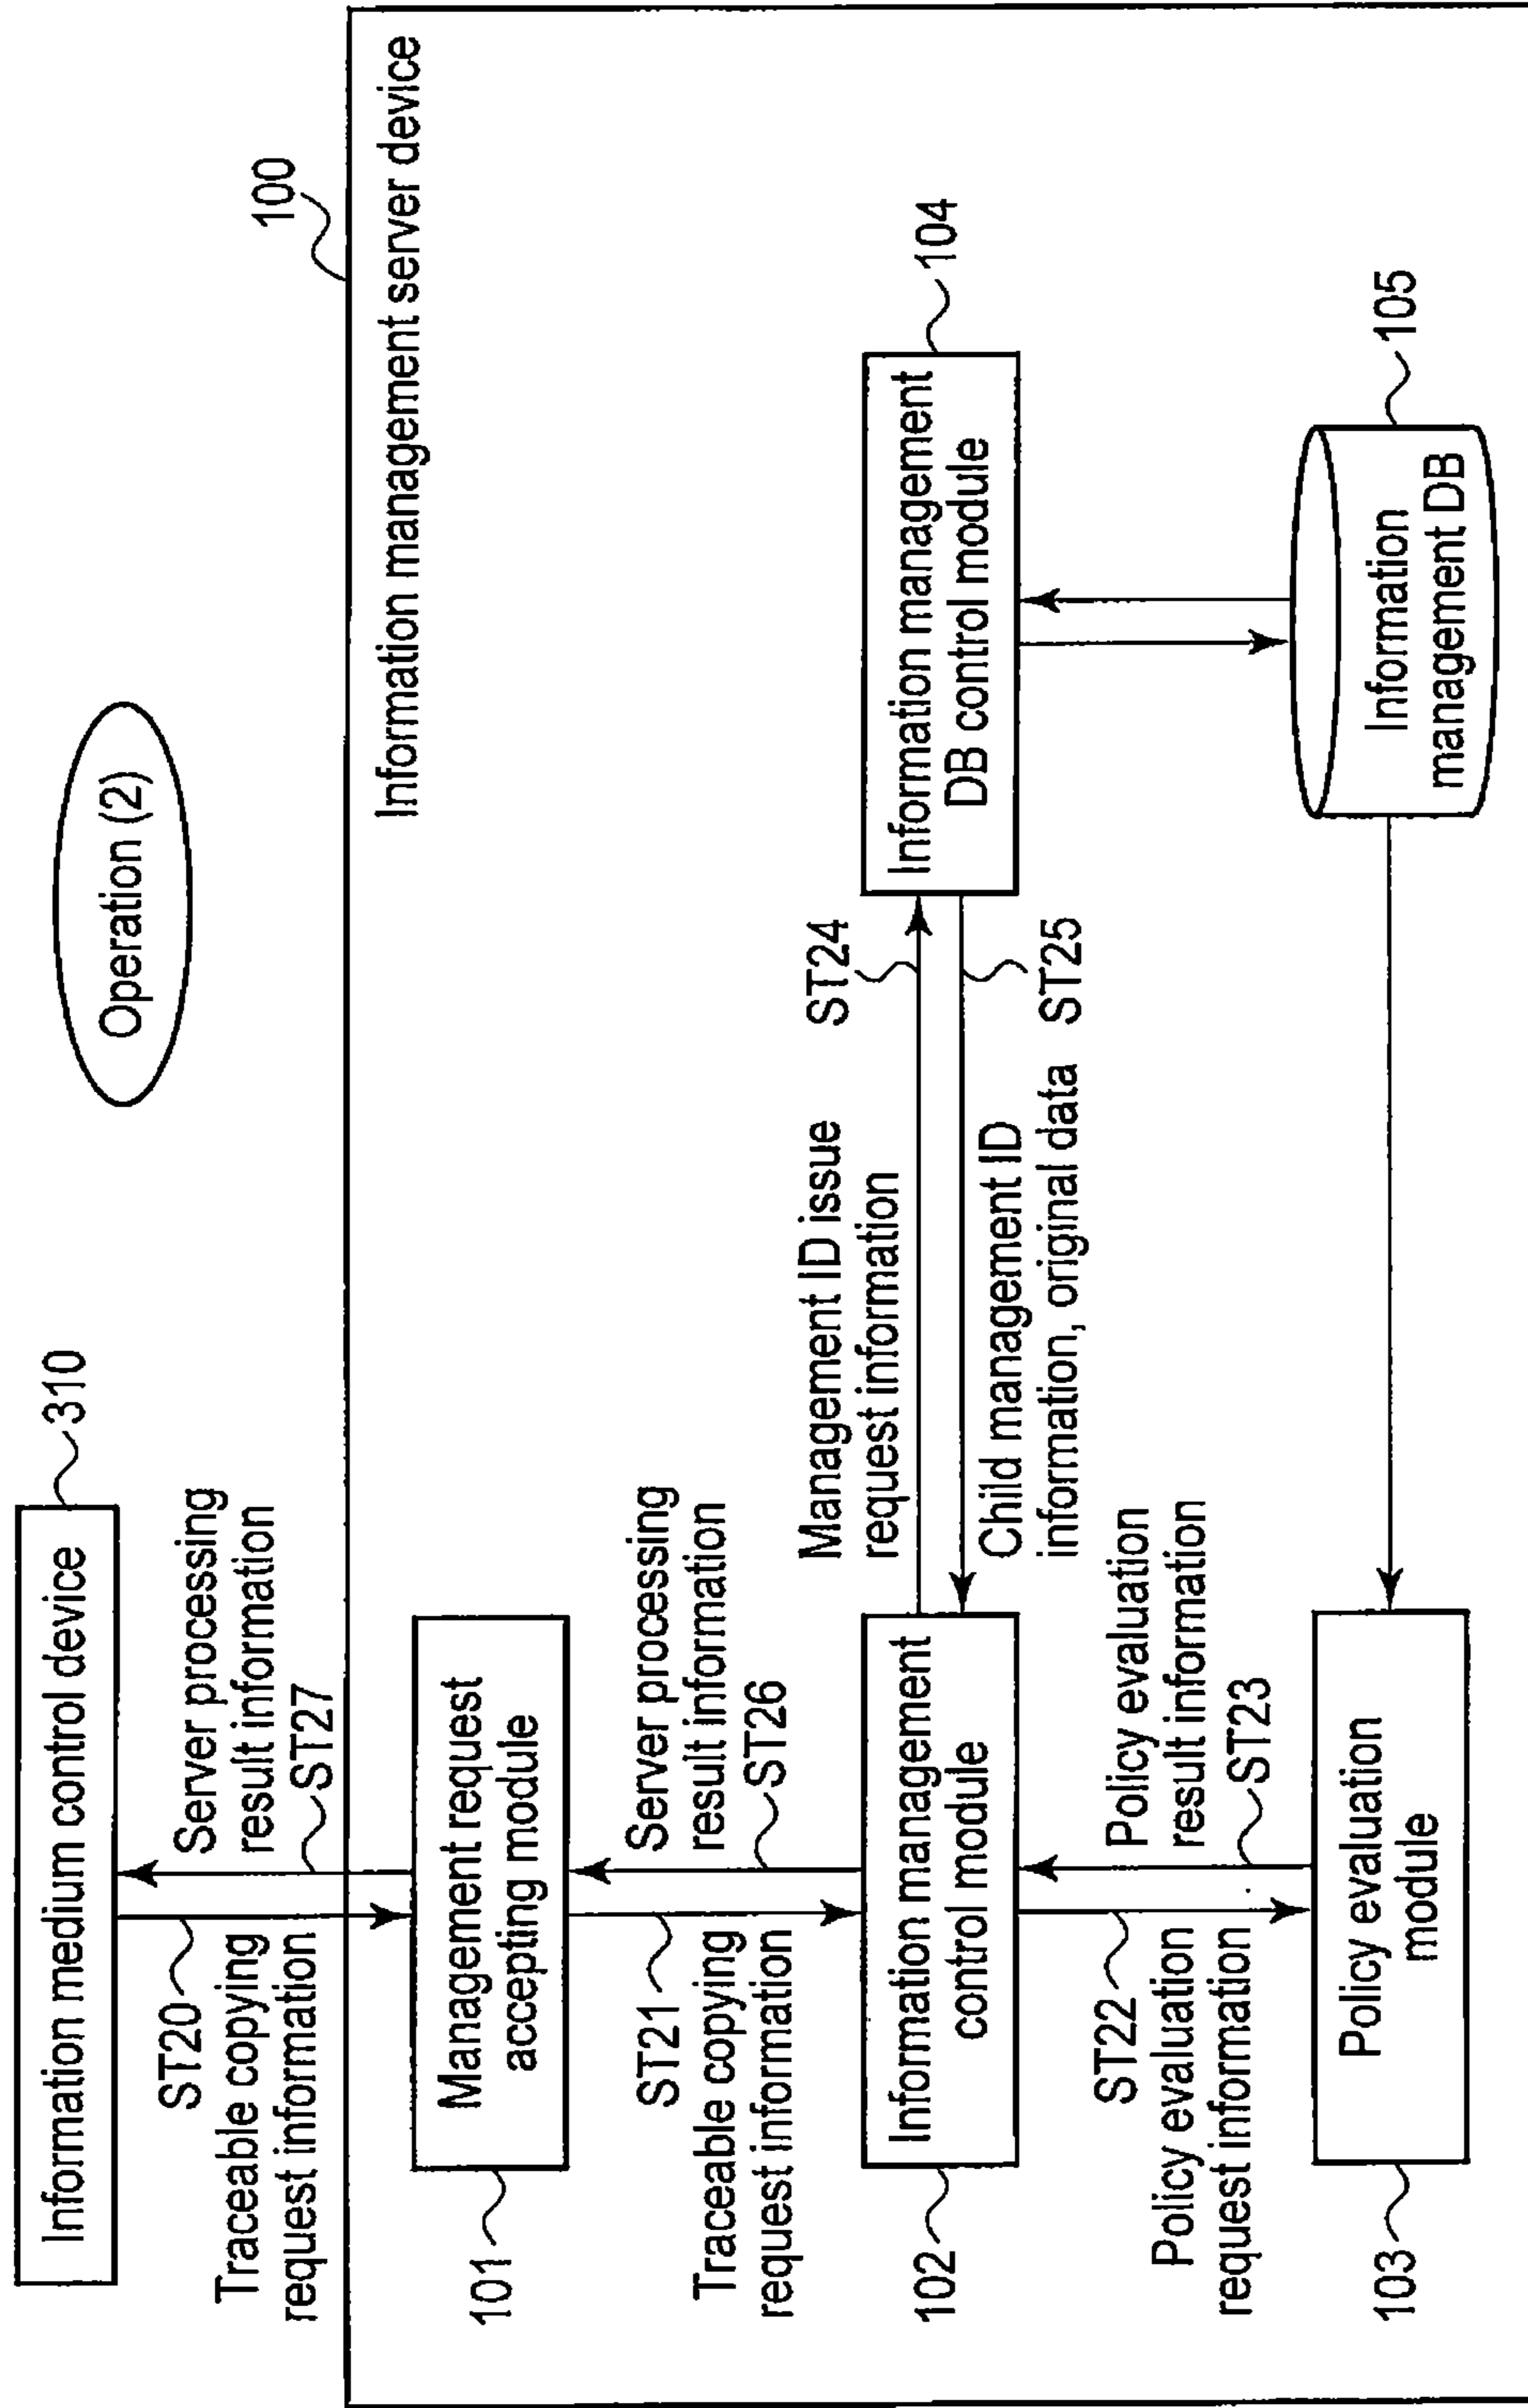 Operation (2)
Information medium control device
310
Server processing
result information
ST27
ST20
Traceable copying
request information
100
Information management server device
Management request
accepting module
101
Server processing
result information
ST26
ST21
Traceable copying
request information
Management ID issue
request information
ST24
Information management
control module
102
Information management
DB control module
104
Child management ID
information, original data
ST25
Policy evaluation
result information
ST23
ST22
Policy evaluation
request information
Policy evaluation
module
103
Information
management DB
105